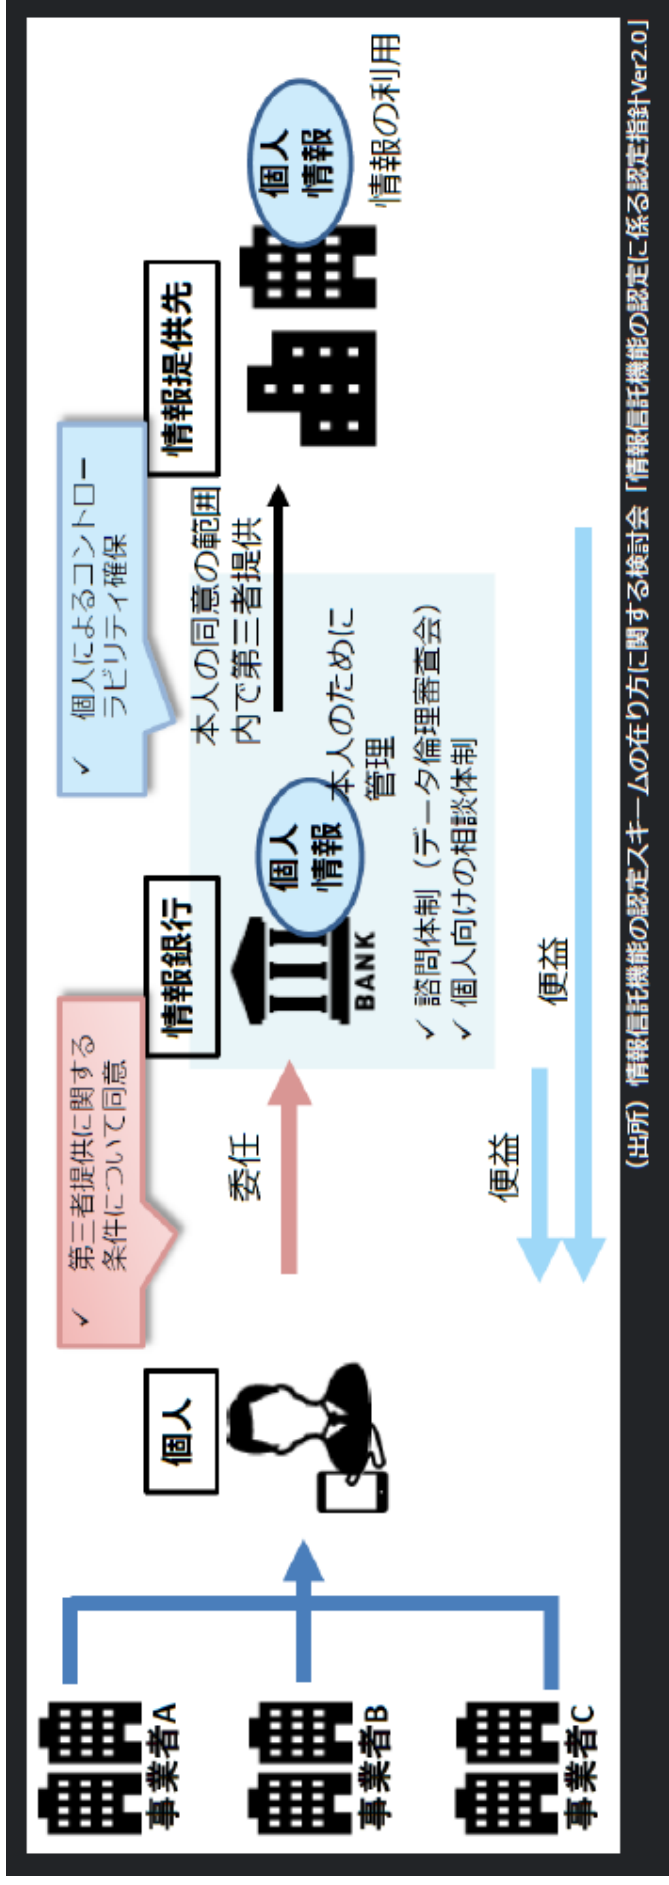 事業者A
事業者B
事業者C
個人
✓ 第三者提供に関する
条件について同意
委任
情報銀行
BANK
個人
情報
本人のために
管理
✓ 諮問体制（データ倫理審査会）
✓ 個人向けの相談体制
✓ 個人によるコントロー
ラビリティ確保
本人の同意の範囲
内で第三者提供
情報提供先
個人
情報
情報の利用
便益
便益
（出所）情報信託機能の認定スキームの在り方に関する検討会「情報信託機能の認定に係る認定指針Ver2.0」